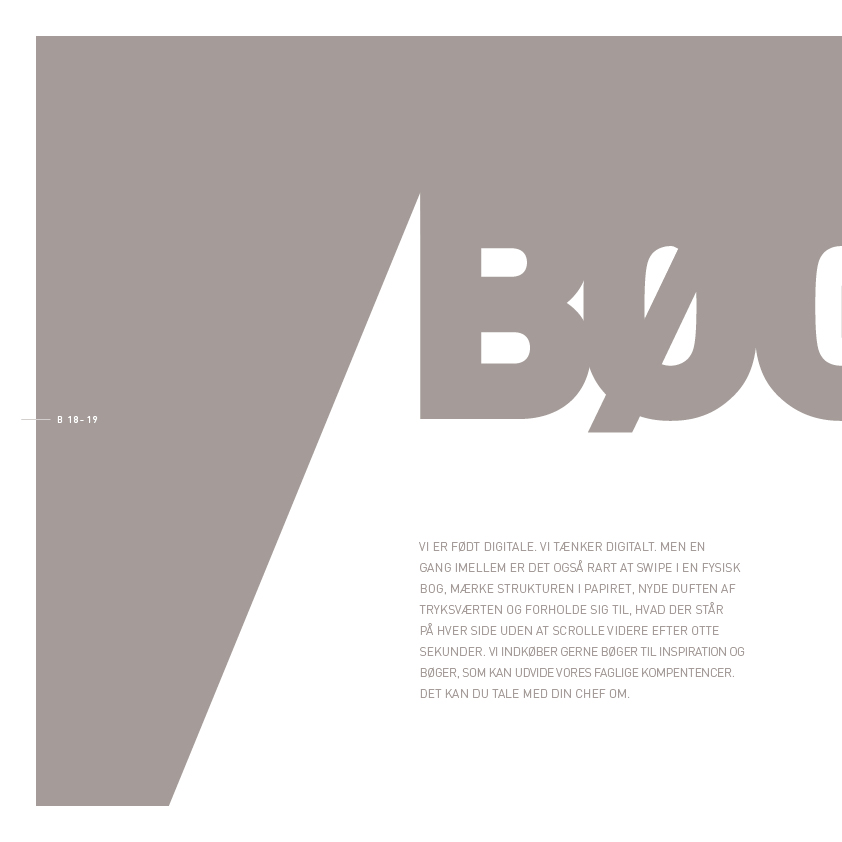 BØG
B 18–19
VI ER FØDT DIGITALE. VI TÆNKER DIGITALT. MEN EN
GANG IMELLEM ER DET OGSÅ RART AT SWIPE I EN FYSISK
BOG, MÆRKE STRUKTUREN I PAPIRET, NYDE DUFTEN AF
TRYKSVÆRTEN OG FORHOLDE SIG TIL, HVAD DER STÅR
PÅ HVER SIDE UDEN AT SCROLLE VIDERE EFTER OTTE
SEKUNDER. VI INDKØBER GERNE BØGER TIL INSPIRATION OG
BØGER, SOM KAN UDVIDE VORES FAGLIGE KOMPENTENCER.
DET KAN DU TALE MED DIN CHEF OM.